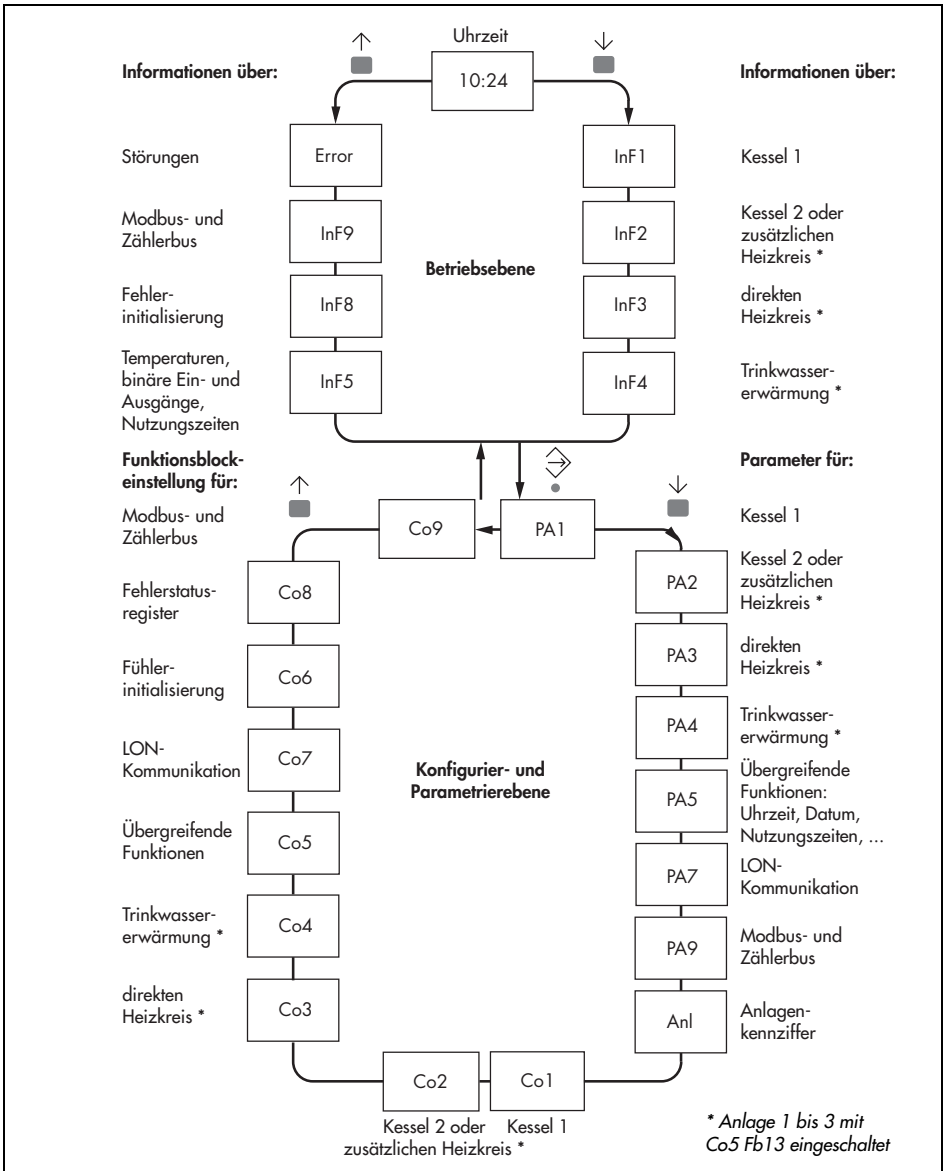 Uhrzeit
10:24
Informationen über:
Informationen über:
Störungen
Error
InF1
Kessel 1
Modbus- und
Zählerbus
InF9
InF2
Kessel 2 oder
zusätzlichen
Heizkreis *
Betriebsebene
Fehler-
initialisierung
InF8
InF3
direkten
Heizkreis *
Temperaturen,
binäre Ein- und
Ausgänge,
Nutzungszeiten
InF5
InF4
Trinkwasser-
erwärmung *
Funktionsblock-
einstellung für:
Parameter für:
Modbus- und
Zählerbus
Co9
PA1
Kessel 1
Fehlerstatus-
register
Co8
PA2
Kessel 2 oder
zusätzlichen
Heizkreis *
Fühler-
initialisierung
Co6
PA3
direkten
Heizkreis *
PA4
Trinkwasser-
erwärmung *
LON-
Kommunikation
Co7
Konfigurier- und
Parametrierebene
PA5
Übergreifende
Funktionen:
Uhrzeit, Datum,
Nutzungszeiten, ...
Übergreifende
Funktionen
Co5
PA7
LON-
Kommunikation
Trinkwasser-
erwärmung *
Co4
PA9
Modbus- und
Zählerbus
direkten
Heizkreis *
Co3
Anl
Anlagen-
kennziffer
Co2
Co1
Kessel 2 oder
zusätzlichen Heizkreis *
Kessel 1
* Anlage 1 bis 3 mit
Co5 Fb13 eingeschaltet